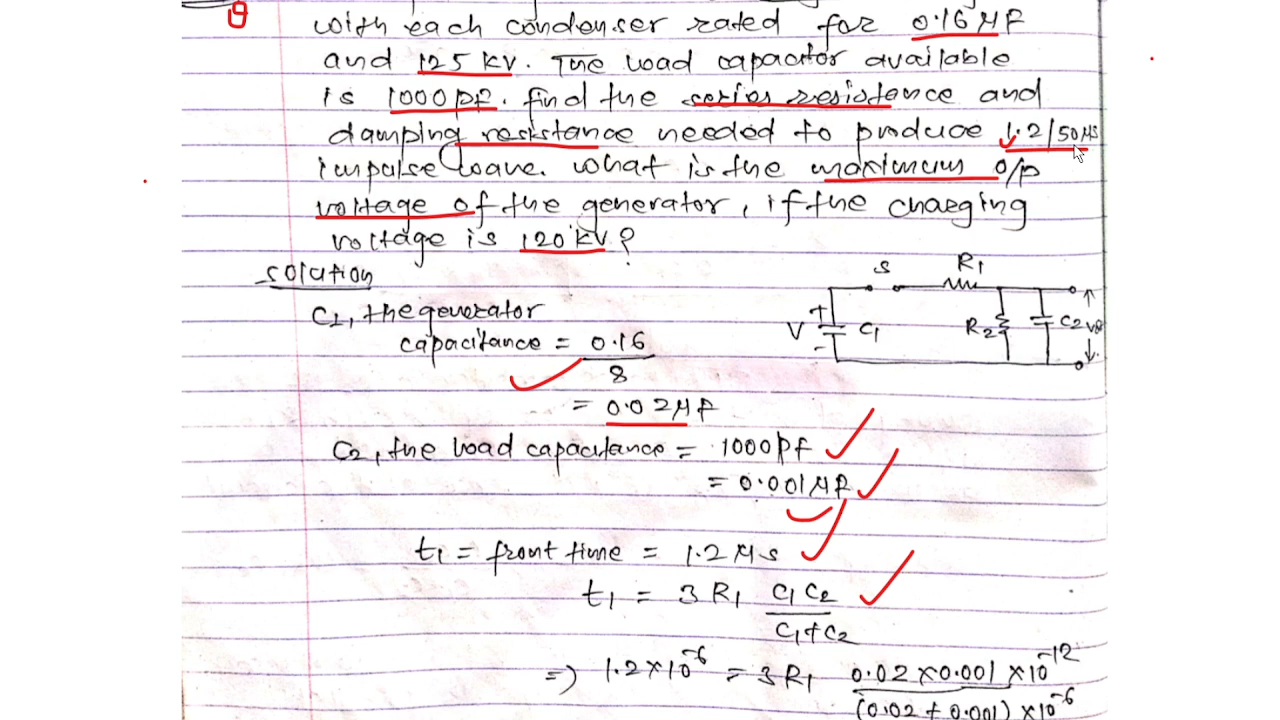 with each condenser rated for 0.16 μF
and 125 kV. The load capacitor available
is 1000 pf. find the series resistence and
damping resistance needed to produce 1.2/50μs
impulse wave. what is the maximum o/p
voltage of the generator, if the charging
voltage is 120 kV?
solution
C1, the generator
capacitance = 0.16
8
= 0.02 μF
S R1
V + - C1 R2 C2 V0
C2, the load capacitance = 1000 pf
= 0.001 μF
t1 = front time = 1.2 μs
t1 = 3 R1 C1 C2
C1 + C2
=) 1.2×10^-6 = 3 R1 0.02 × 0.001 × 10^-12
(0.02 + 0.001) × 10^-6